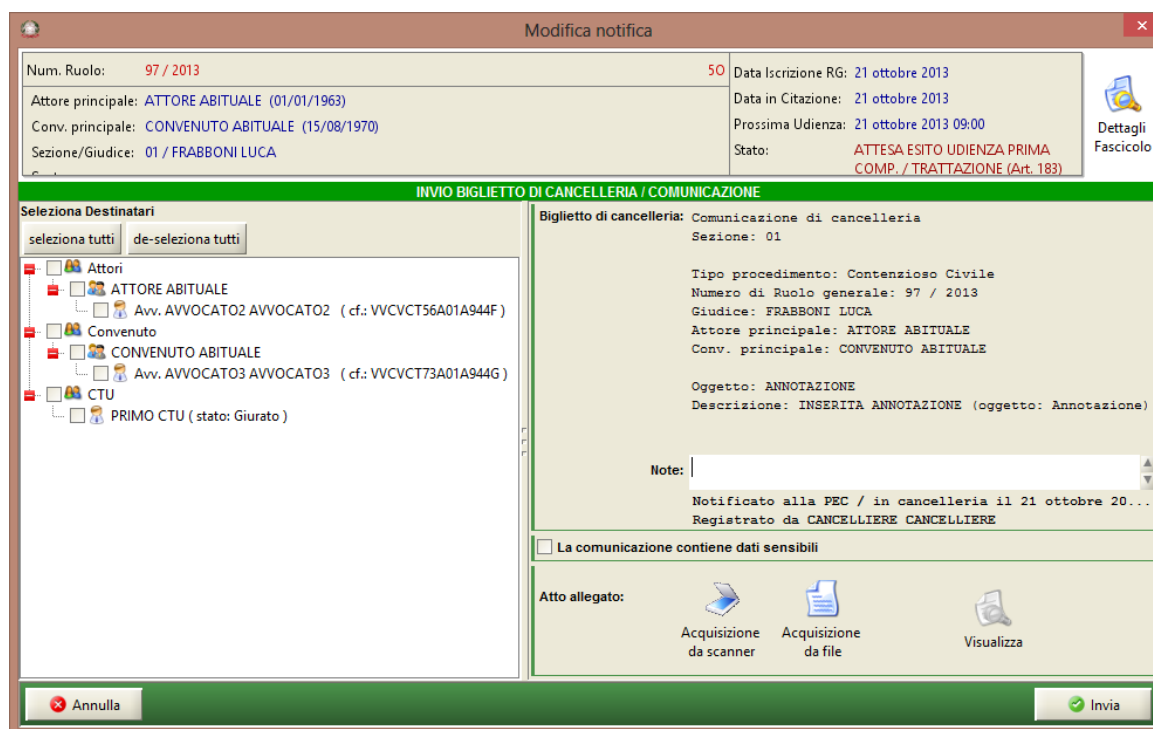 Modifica notifica
Num. Ruolo: 97 / 2013 SO
Attore principale: ATTORE ABITUALE (01/01/1963)
Conv. principale: CONVENUTO ABITUALE (15/08/1970)
Sezione/Giudice: 01 / FRABBONI LUCA
Data Iscrizione RG: 21 ottobre 2013
Data in Citazione: 21 ottobre 2013
Prossima Udienza: 21 ottobre 2013 09:00
Stato: ATTESA ESITO UDIENZA PRIMA
COMP. / TRATTAZIONE (Art. 183)
Dettagli
Fascicolo
INVIO BIGLIETTO DI CANCELLERIA / COMUNICAZIONE
Seleziona Destinatari
seleziona tutti de-seleziona tutti
Attori
ATTORE ABITUALE
Avv. AVVOCATO2 AVVOCATO2 ( cf.: VVCVCT56A01A944F )
Convenuto
CONVENUTO ABITUALE
Avv. AVVOCATO3 AVVOCATO3 ( cf.: VVCVCT73A01A944G )
CTU
PRIMO CTU ( stato: Giurato )
Biglietto di cancelleria: Comunicazione di cancelleria
Sezione: 01
Tipo procedimento: Contenzioso Civile
Numero di Ruolo generale: 97 / 2013
Giudice: FRABBONI LUCA
Attore principale: ATTORE ABITUALE
Conv. principale: CONVENUTO ABITUALE
Oggetto: ANNOTAZIONE
Descrizione: INSERITA ANNOTAZIONE (oggetto: Annotazione)
Note:
Notificato alla PEC / in cancelleria il 21 ottobre 20...
Registrato da CANCELLIERE CANCELLIERE
La comunicazione contiene dati sensibili
Atto allegato:
Acquisizione
da scanner
Acquisizione
da file
Visualizza
Annulla
Invia